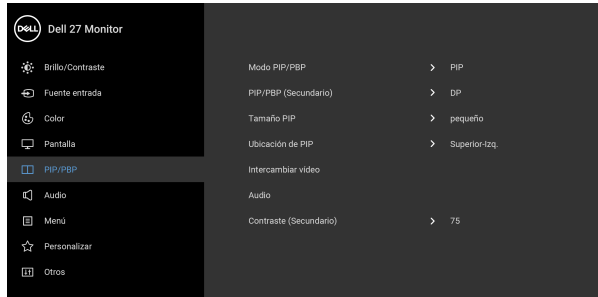 DELL Dell 27 Monitor
Brillo/Contraste Modo PIP/PBP PIP
Fuente entrada PIP/PBP (Secundario) DP
Color Tamaño PIP pequeño
Pantalla Ubicación de PIP Superior-Izq.
PIP/PBP Intercambiar vídeo
Audio Audio
Menú Contraste (Secundario) 75
Personalizar
Otros